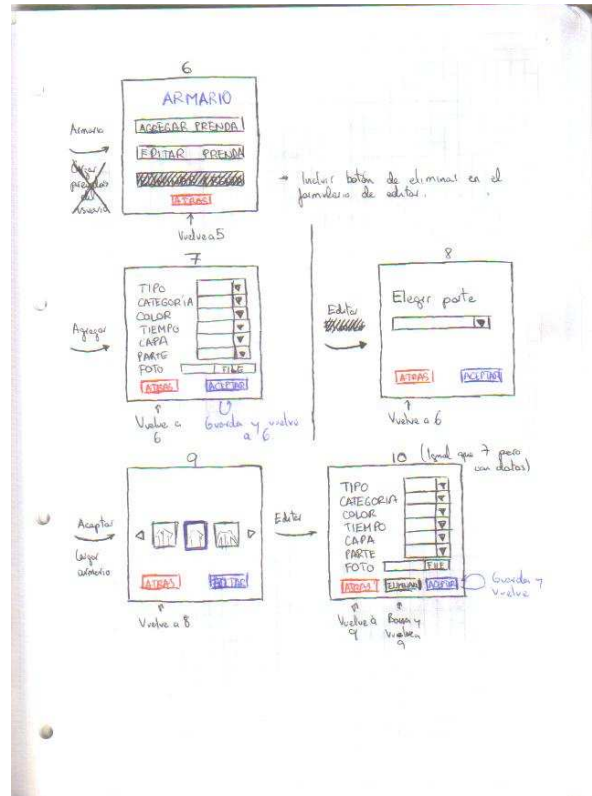 6
ARMARIO
AGREGAR PRENDA
EDITAR PRENDA
ATRAS
Armario
Cargar
prendas
del
usuario
→ Incluir botón de eliminar en el
formulario de editar.
Vuelve a 5
7
TIPO
CATEGORIA
COLOR
TIEMPO
CAPA
PARTE
FOTO FILE
ATRAS ACEPTAR
Agregar
Vuelve a
6
Guarda y vuelve
a 6
8
Elegir parte
ATRAS ACEPTAR
Editar
Vuelve a 6
9
Aceptar
Cargar
armario
ATRAS EDITAR
Vuelve a 8
10 (Igual que 7 pero
con datos)
Editar
TIPO
CATEGORIA
COLOR
TIEMPO
CAPA
PARTE
FOTO FILE
ATRAS ELIMINAR ACEPTAR
Guarda y
vuelve
Vuelve a
9
Borra y
vuelve a
9